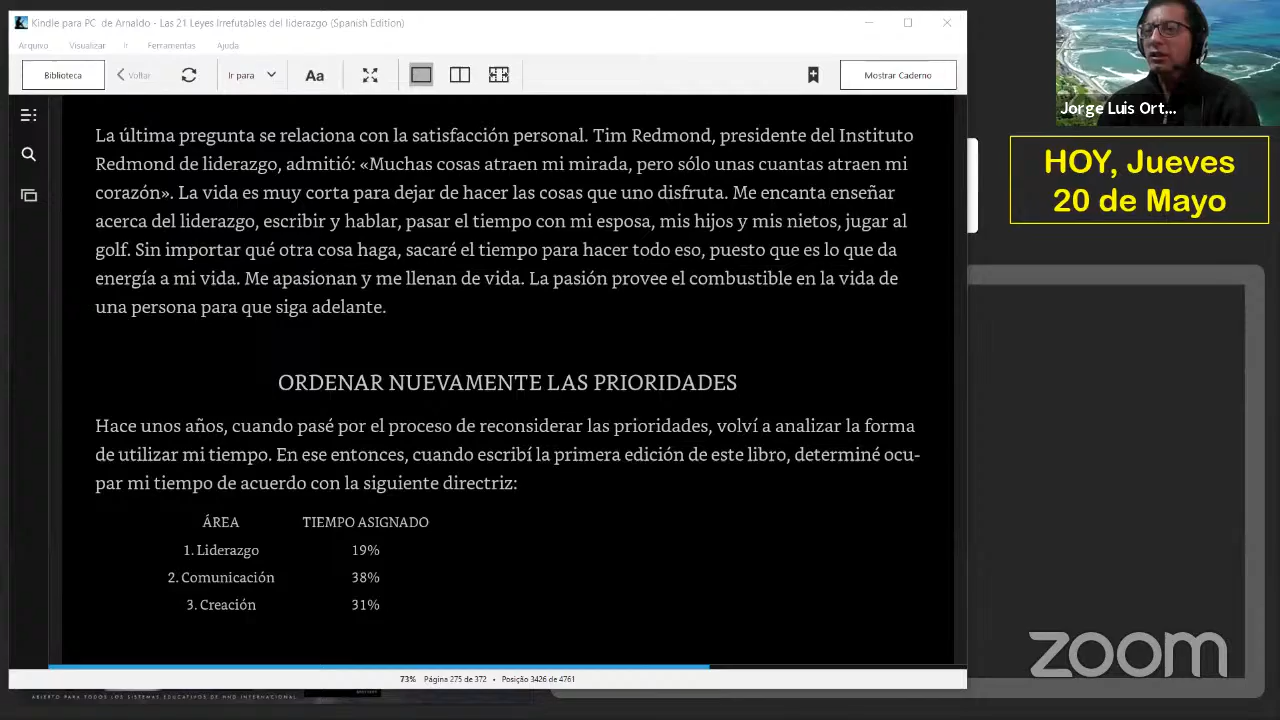 Kindle para PC de Arnaldo - Las 21 Leyes Irrefutables del liderazgo (Spanish Edition)
Arquivo Visualizar Ir Ferramentas Ajuda
Biblioteca Voltar Ir para Aa Mostrar Caderno
Jorge Luis Ort...
HOY, Jueves
20 de Mayo
La última pregunta se relaciona con la satisfacción personal. Tim Redmond, presidente del Instituto
Redmond de liderazgo, admitió: «Muchas cosas atraen mi mirada, pero sólo unas cuantas atraen mi
corazón». La vida es muy corta para dejar de hacer las cosas que uno disfruta. Me encanta enseñar
acerca del liderazgo, escribir y hablar, pasar el tiempo con mi esposa, mis hijos y mis nietos, jugar al
golf. Sin importar qué otra cosa haga, sacaré el tiempo para hacer todo eso, puesto que es lo que da
energía a mi vida. Me apasionan y me llenan de vida. La pasión provee el combustible en la vida de
una persona para que siga adelante.
ORDENAR NUEVAMENTE LAS PRIORIDADES
Hace unos años, cuando pasé por el proceso de reconsiderar las prioridades, volví a analizar la forma
de utilizar mi tiempo. En ese entonces, cuando escribí la primera edición de este libro, determiné ocu-
par mi tiempo de acuerdo con la siguiente directriz:
ÁREA TIEMPO ASIGNADO
1. Liderazgo 19%
2. Comunicación 38%
3. Creación 31%
73% Página 275 de 372 • Posição 3426 de 4761
ABIERTO PARA TODOS LOS SISTEMAS EDUCATIVOS DE HND INTERNACIONAL
zoom